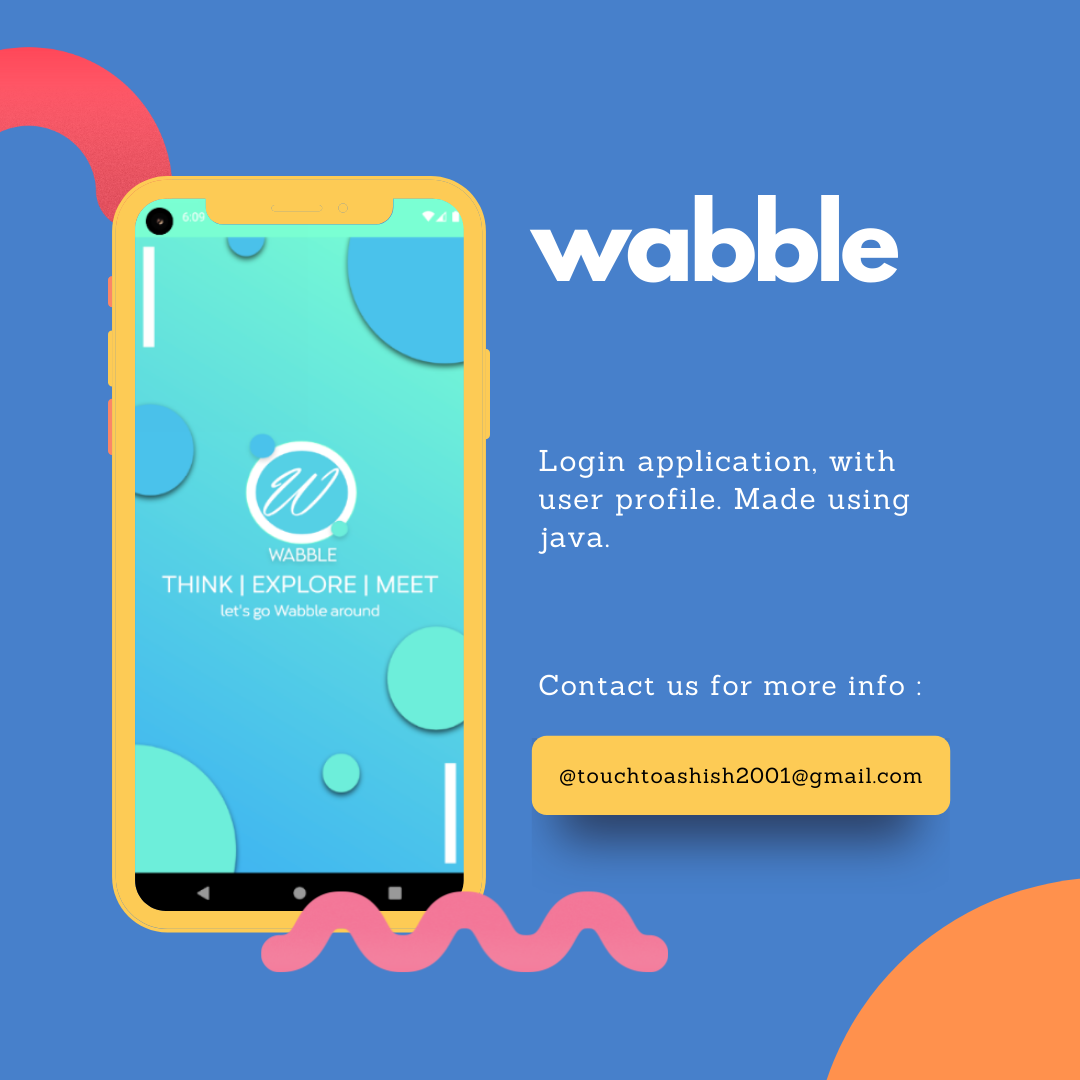 6:09
W
WABBLE
THINK | EXPLORE | MEET
let's go Wabble around
wabble
Login application, with
user profile. Made using
java.
Contact us for more info :
@touchtoashish2001@gmail.com